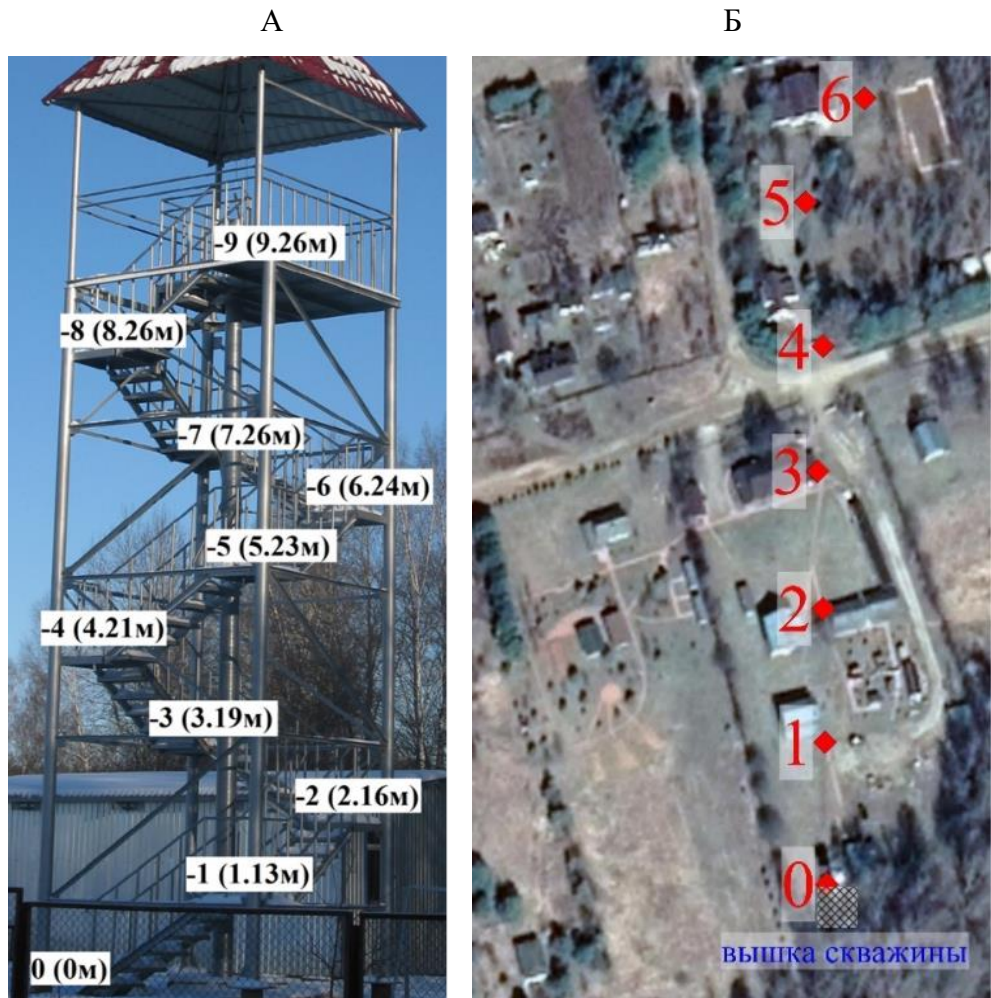 А
Б
-9 (9.26м)
-8 (8.26м)
-7 (7.26м)
-6 (6.24м)
-5 (5.23м)
-4 (4.21м)
-3 (3.19м)
-2 (2.16м)
-1 (1.13м)
0 (0м)
6
5
4
3
2
1
0
вышка скважины